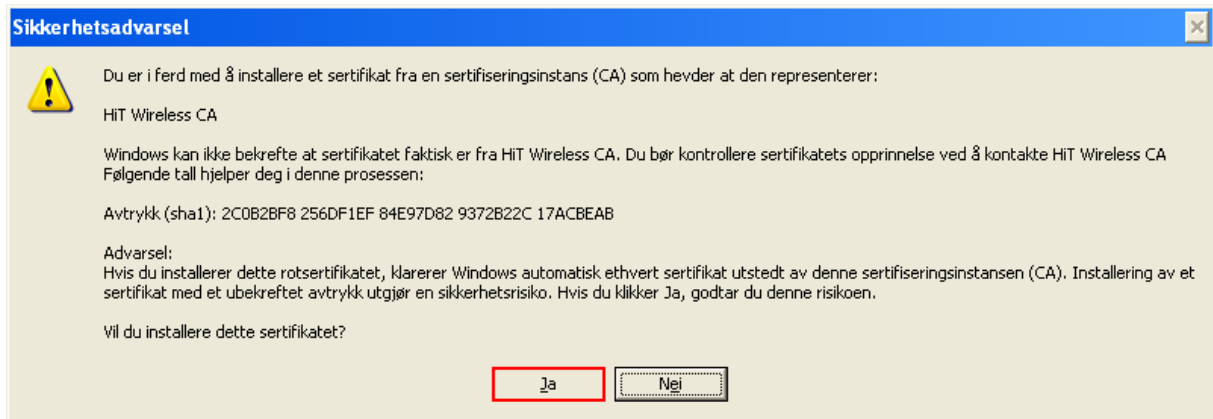 Sikkerhetsadvarsel
Du er i ferd med å installere et sertifikat fra en sertifiseringsinstans (CA) som hevder at den representerer:
HiT Wireless CA
Windows kan ikke bekrefte at sertifikatet faktisk er fra HiT Wireless CA. Du bør kontrollere sertifikatets opprinnelse ved å kontakte HiT Wireless CA
Følgende tall hjelper deg i denne prosessen:
Avtrykk (sha1): 2C0B2BF8 256DF1EF 84E97D82 9372B22C 17ACBEAB
Advarsel:
Hvis du installerer dette rotsertifikatet, klarerer Windows automatisk ethvert sertifikat utstedt av denne sertifiseringsinstansen (CA). Installering av et
sertifikat med et ubekreftet avtrykk utgjør en sikkerhetsrisiko. Hvis du klikker Ja, godtar du denne risikoen.
Vil du installere dette sertifikatet?
Ja
Nei